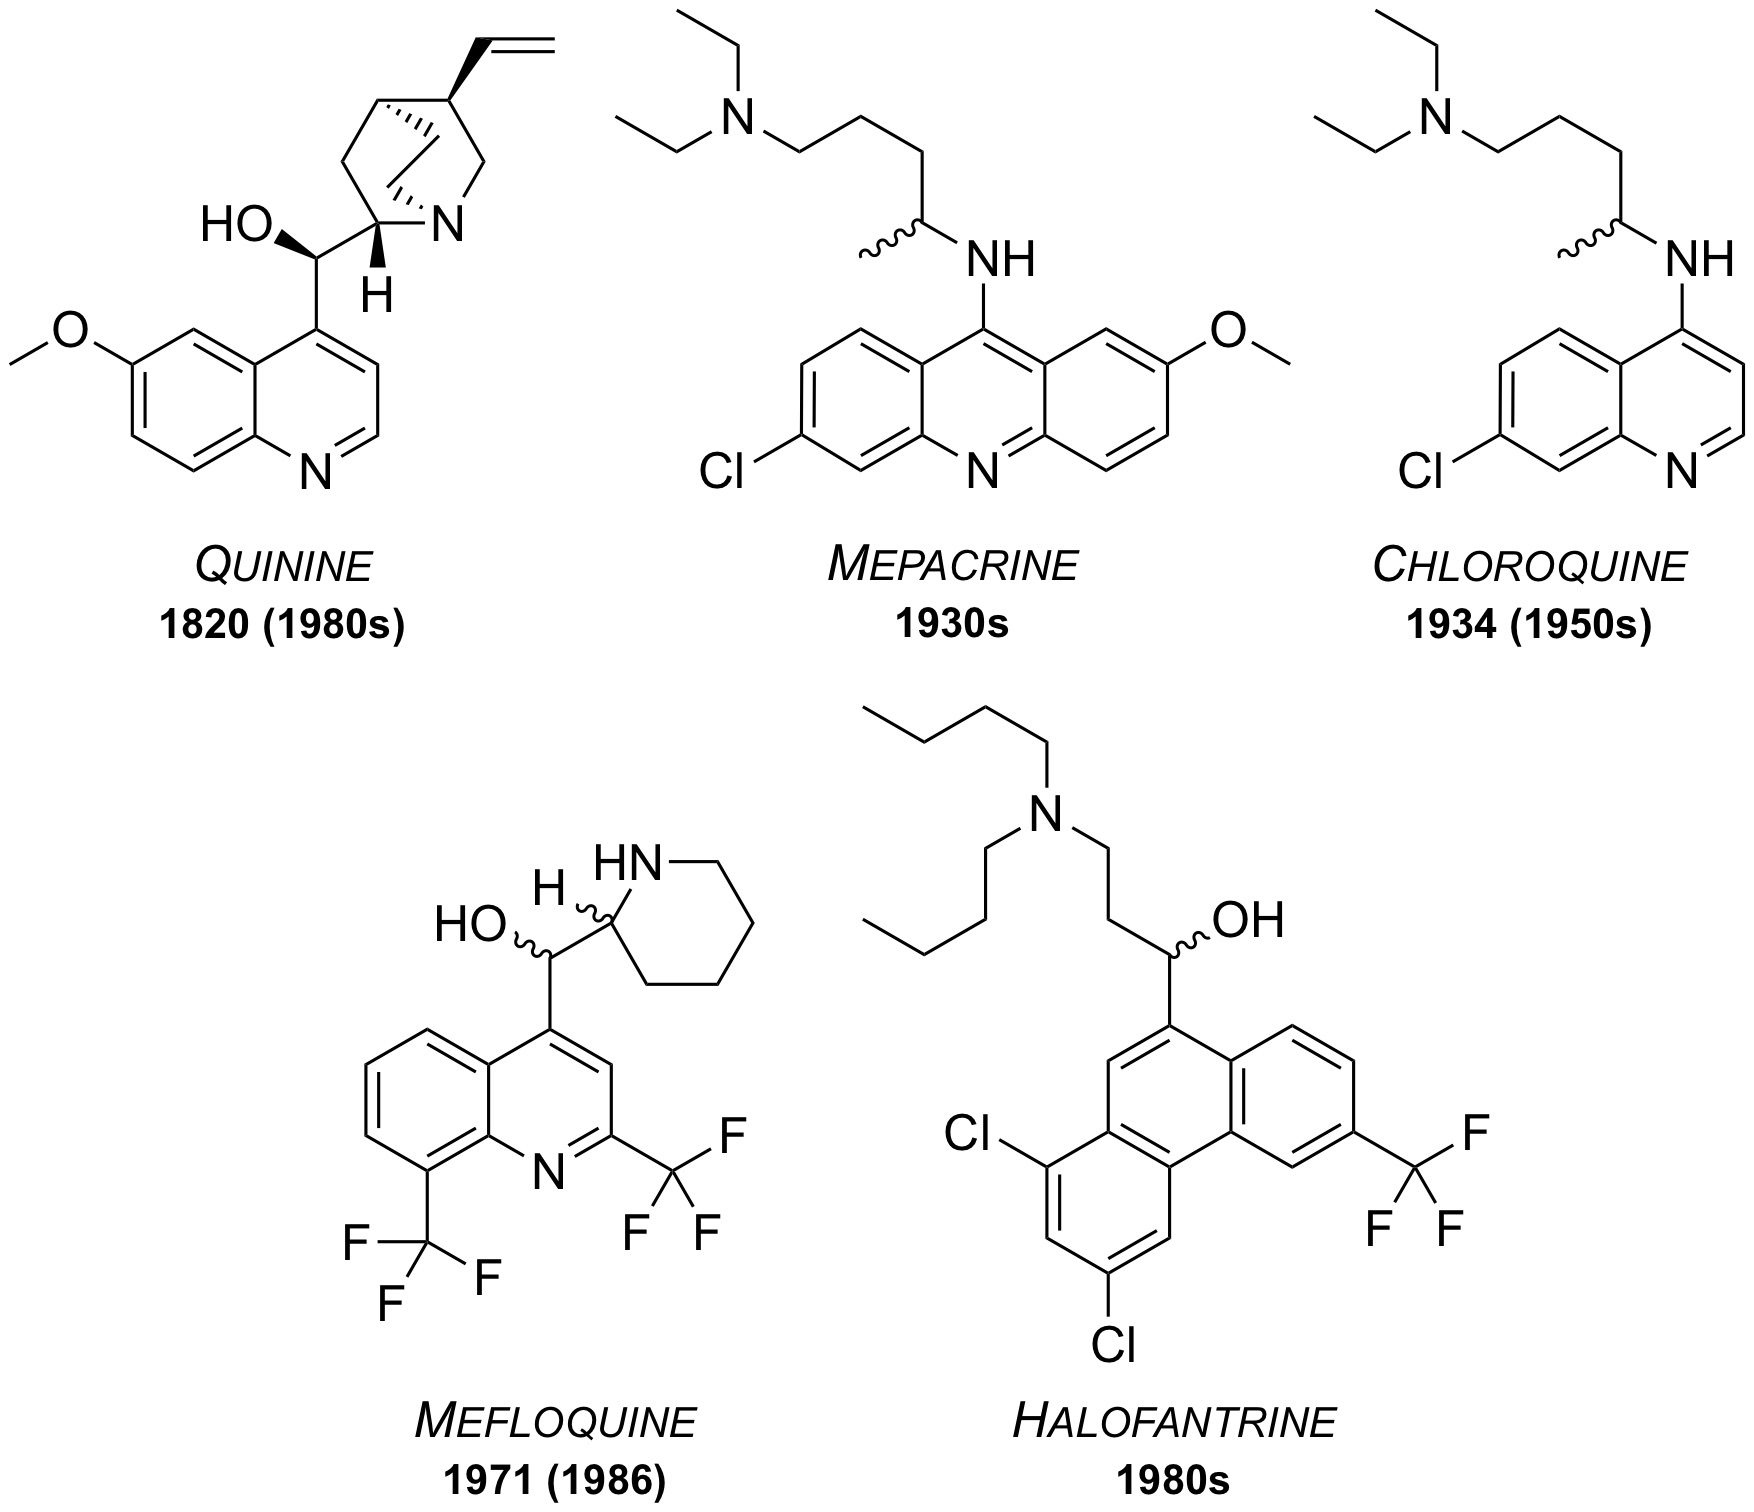 N
N
N
HO
N
H
NH
NH
O
O
N
Cl
N
Cl
N
QUININE
MEPACRINE
CHLOROQUINE
1820 (1980s)
1930s
1934 (1950s)
N
HN
H
HO
OH
N
F
F
F
F
F
F
Cl
F
F
F
Cl
MEFLOQUINE
HALOFANTRINE
1971 (1986)
1980s